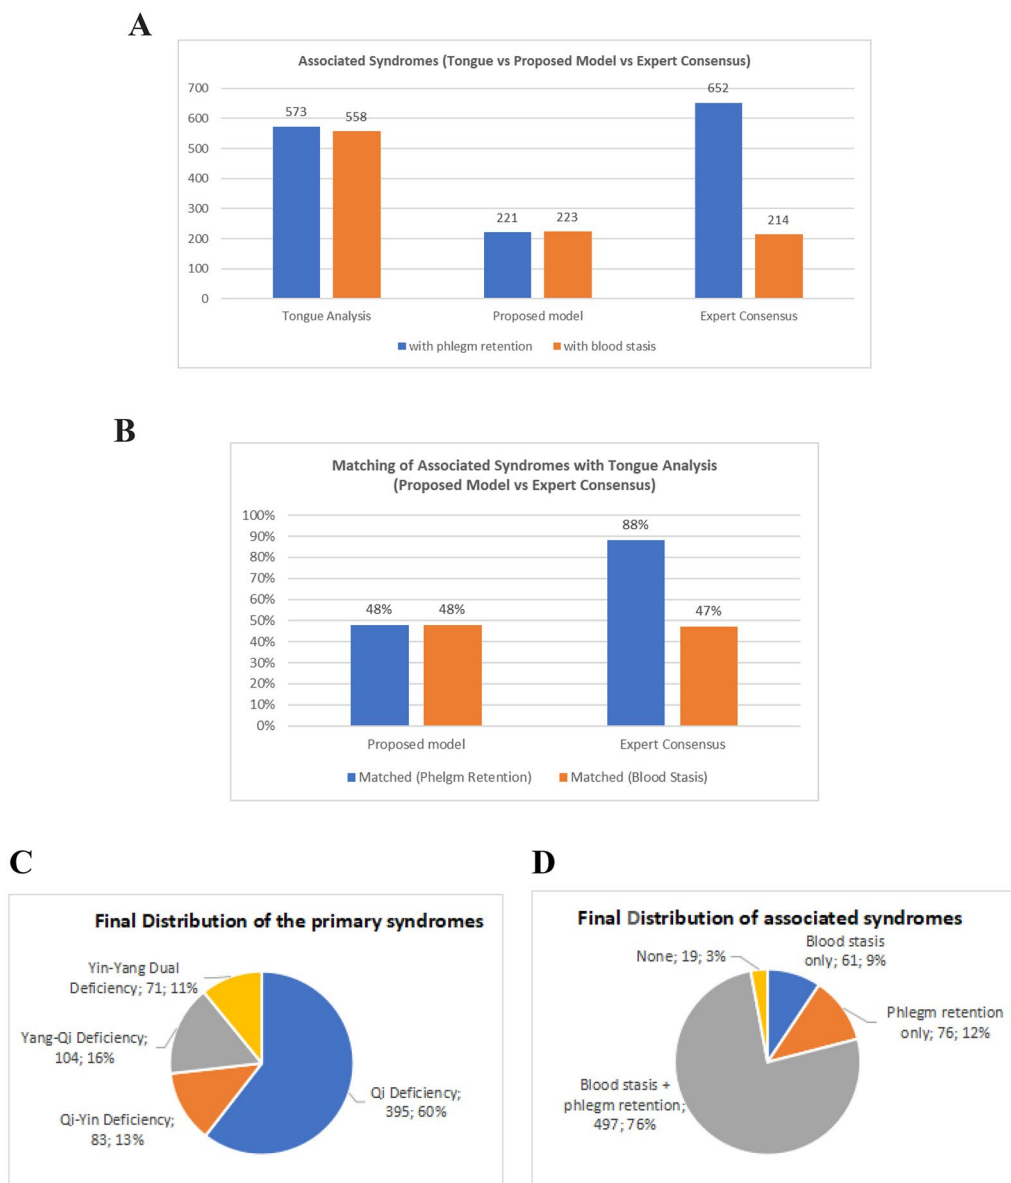 A
Associated Syndromes (Tongue vs Proposed Model vs Expert Consensus)
700
600
500
400
300
200
100
0
573
558
221
223
652
214
Tongue Analysis
Proposed model
Expert Consensus
with phlegm retention
with blood stasis
B
Matching of Associated Syndromes with Tongue Analysis
(Proposed Model vs Expert Consensus)
100%
90%
80%
70%
60%
50%
40%
30%
20%
10%
0%
48%
48%
88%
47%
Proposed model
Expert Consensus
Matched (Phelgm Retention)
Matched (Blood Stasis)
C
Final Distribution of the primary syndromes
Yin-Yang Dual
Deficiency; 71; 11%
Yang-Qi Deficiency;
104; 16%
Qi-Yin Deficiency;
83; 13%
Qi Deficiency;
395; 60%
D
Final Distribution of associated syndromes
None; 19; 3%
Blood stasis
only; 61; 9%
Phlegm retention
only; 76; 12%
Blood stasis +
phlegm retention;
497; 76%